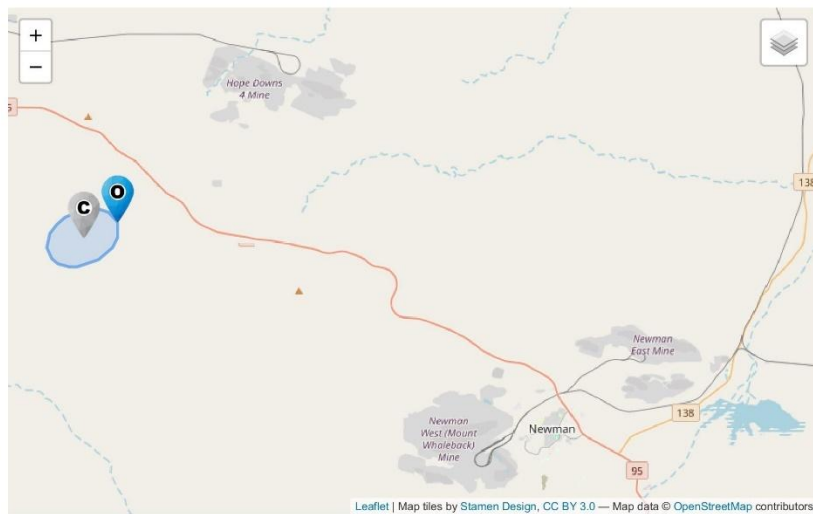 +
−
Hope Downs
4 Mine
138
O
C
Newman
East Mine
138
Newman
West (Mount
Whaleback)
Mine
Newman
95
Leaflet | Map tiles by Stamen Design, CC BY 3.0 — Map data © OpenStreetMap contributors